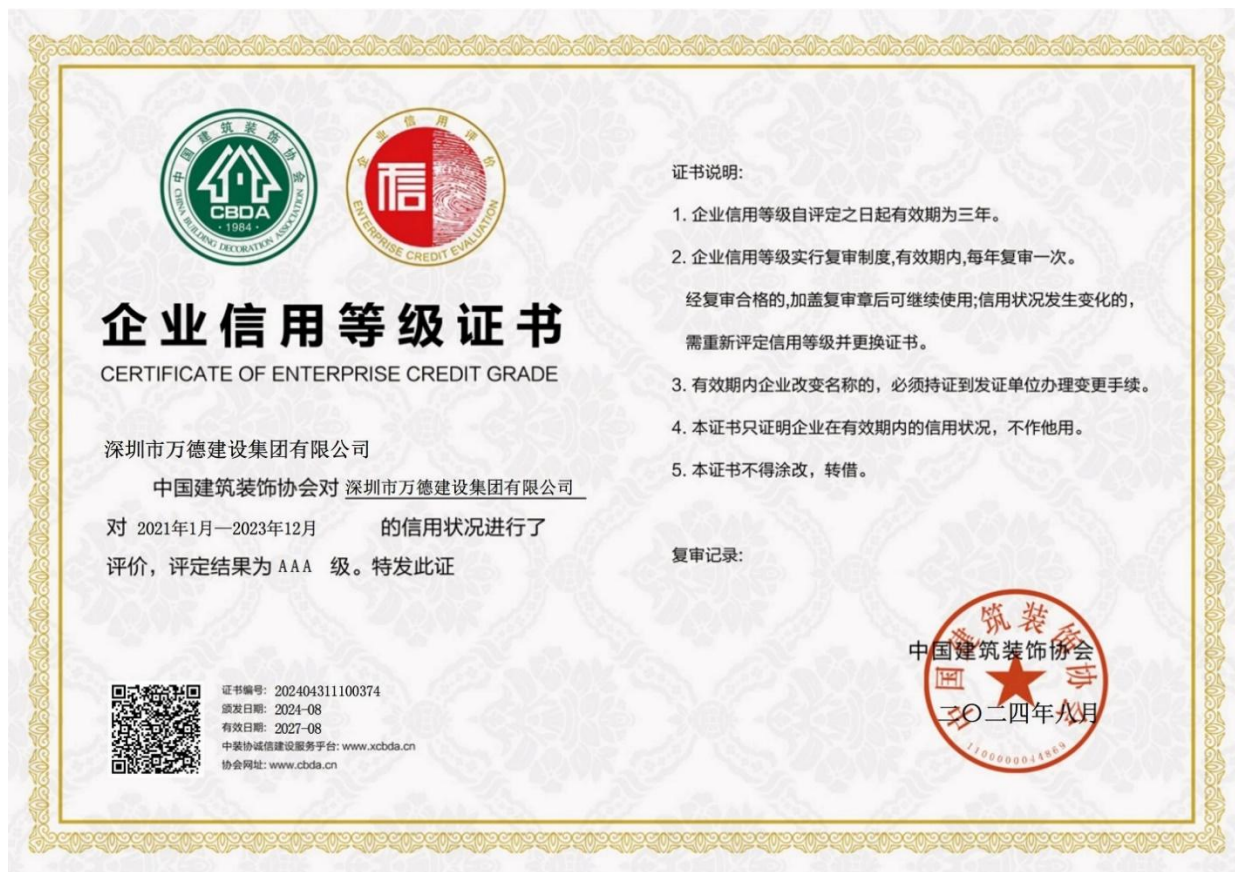 中国建筑装饰协会
CBDA
·1984·
CHINA BUILDING DECORATION ASSOCIATION
企业信用评价
信
ENTERPRISE CREDIT EVALUATION
企业信用等级证书
CERTIFICATE OF ENTERPRISE CREDIT GRADE
深圳市万德建设集团有限公司
中国建筑装饰协会对 深圳市万德建设集团有限公司
对 2021年1月—2023年12月 的信用状况进行了
评价，评定结果为 AAA 级。特发此证
证书编号: 202404311100374
颁发日期: 2024-08
有效日期: 2027-08
中装协诚信建设服务平台: www.xcbda.cn
协会网址: www.cbda.cn
证书说明:
1. 企业信用等级自评定之日起有效期为三年。
2. 企业信用等级实行复审制度,有效期内,每年复审一次。
经复审合格的,加盖复审章后可继续使用;信用状况发生变化的，
需重新评定信用等级并更换证书。
3. 有效期内企业改变名称的，必须持证到发证单位办理变更手续。
4. 本证书只证明企业在有效期内的信用状况，不作他用。
5. 本证书不得涂改，转借。
复审记录:
中国建筑装饰协会
二〇二四年八月
中国建筑装饰协会
1100000044869